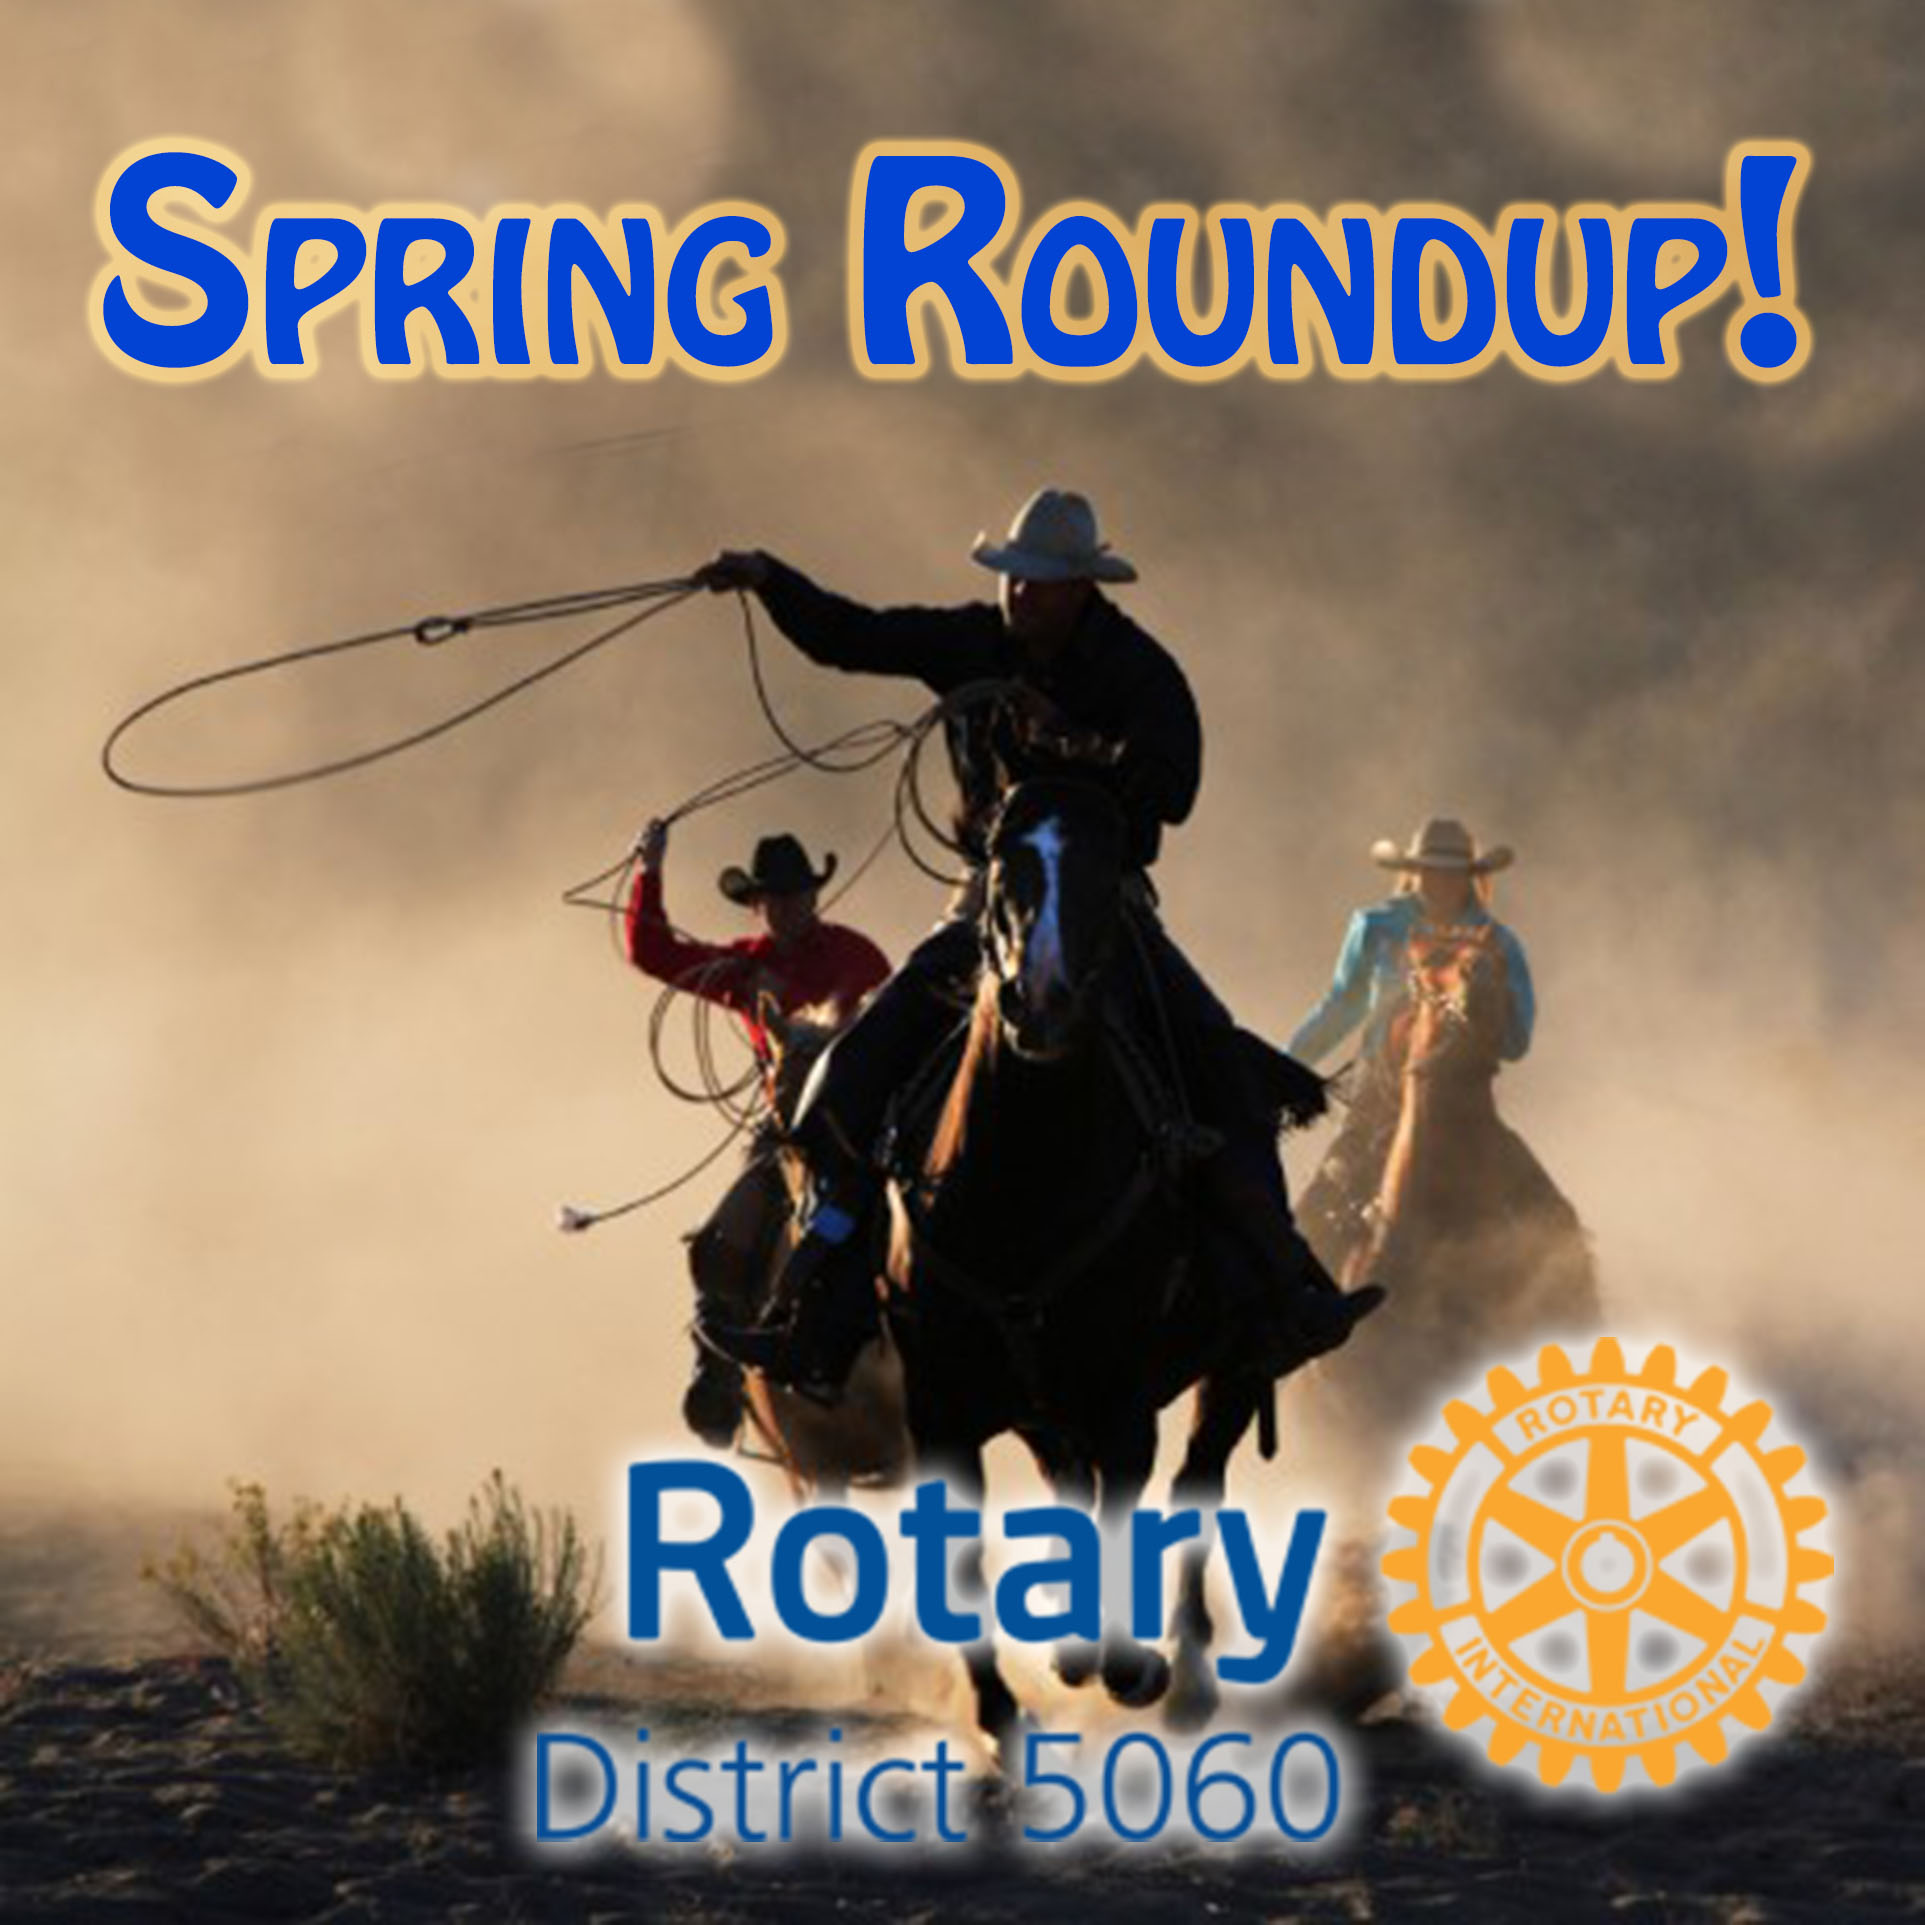 Spring Roundup!
Rotary
District 5060
ROTARY
INTERNATIONAL